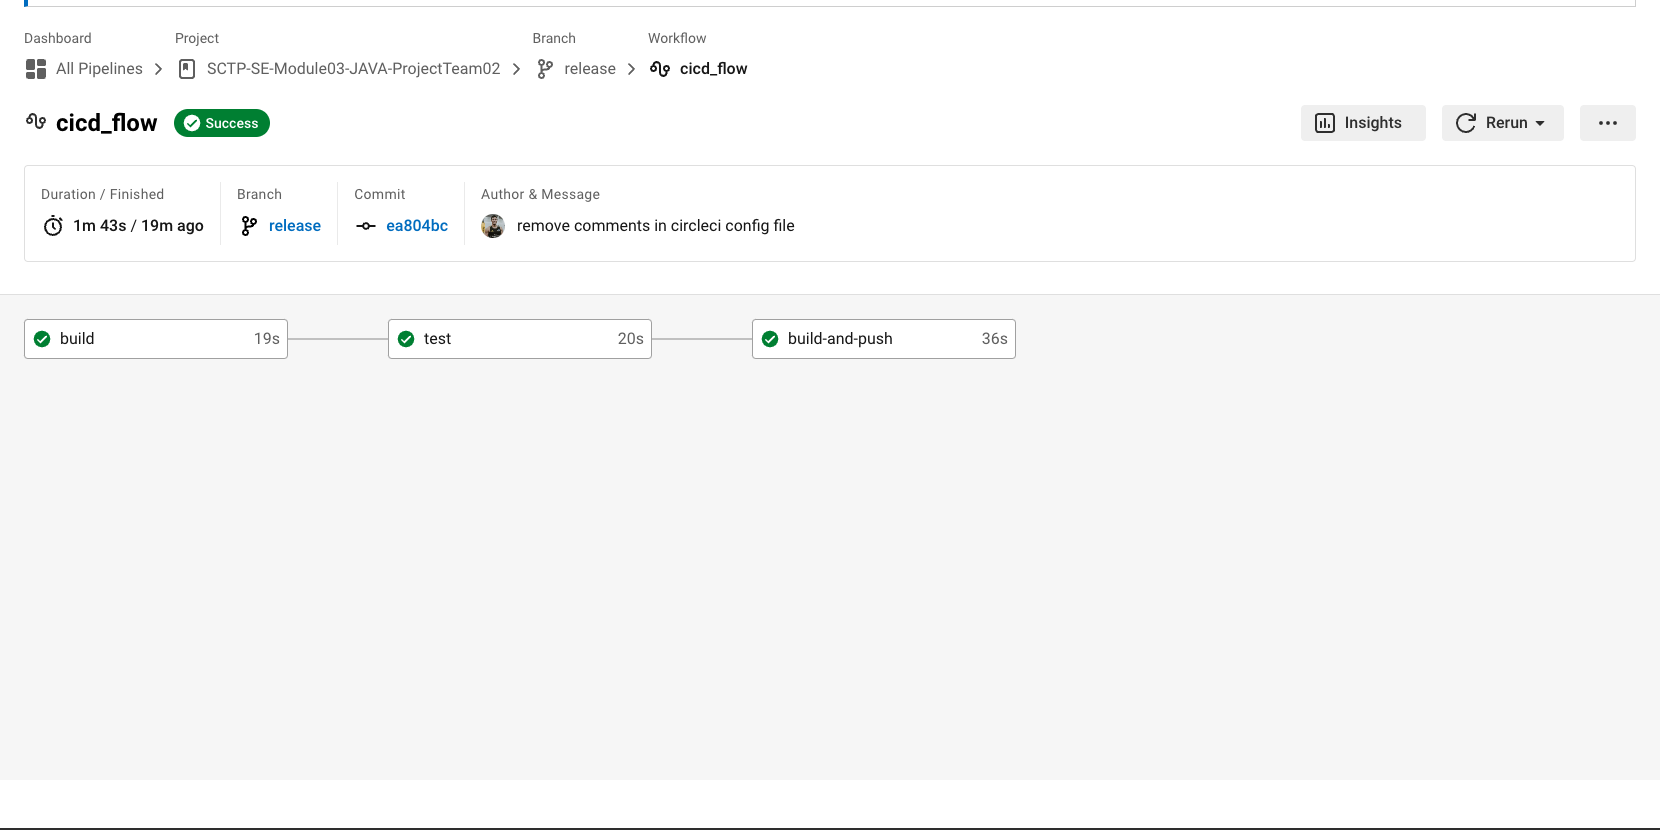 Dashboard Project Branch Workflow
All Pipelines SCTP-SE-Module03-JAVA-ProjectTeam02 release cicd_flow
cicd_flow Success Insights Rerun
Duration / Finished Branch Commit Author & Message
1m 43s / 19m ago release ea804bc remove comments in circleci config file
build 19s test 20s build-and-push 36s